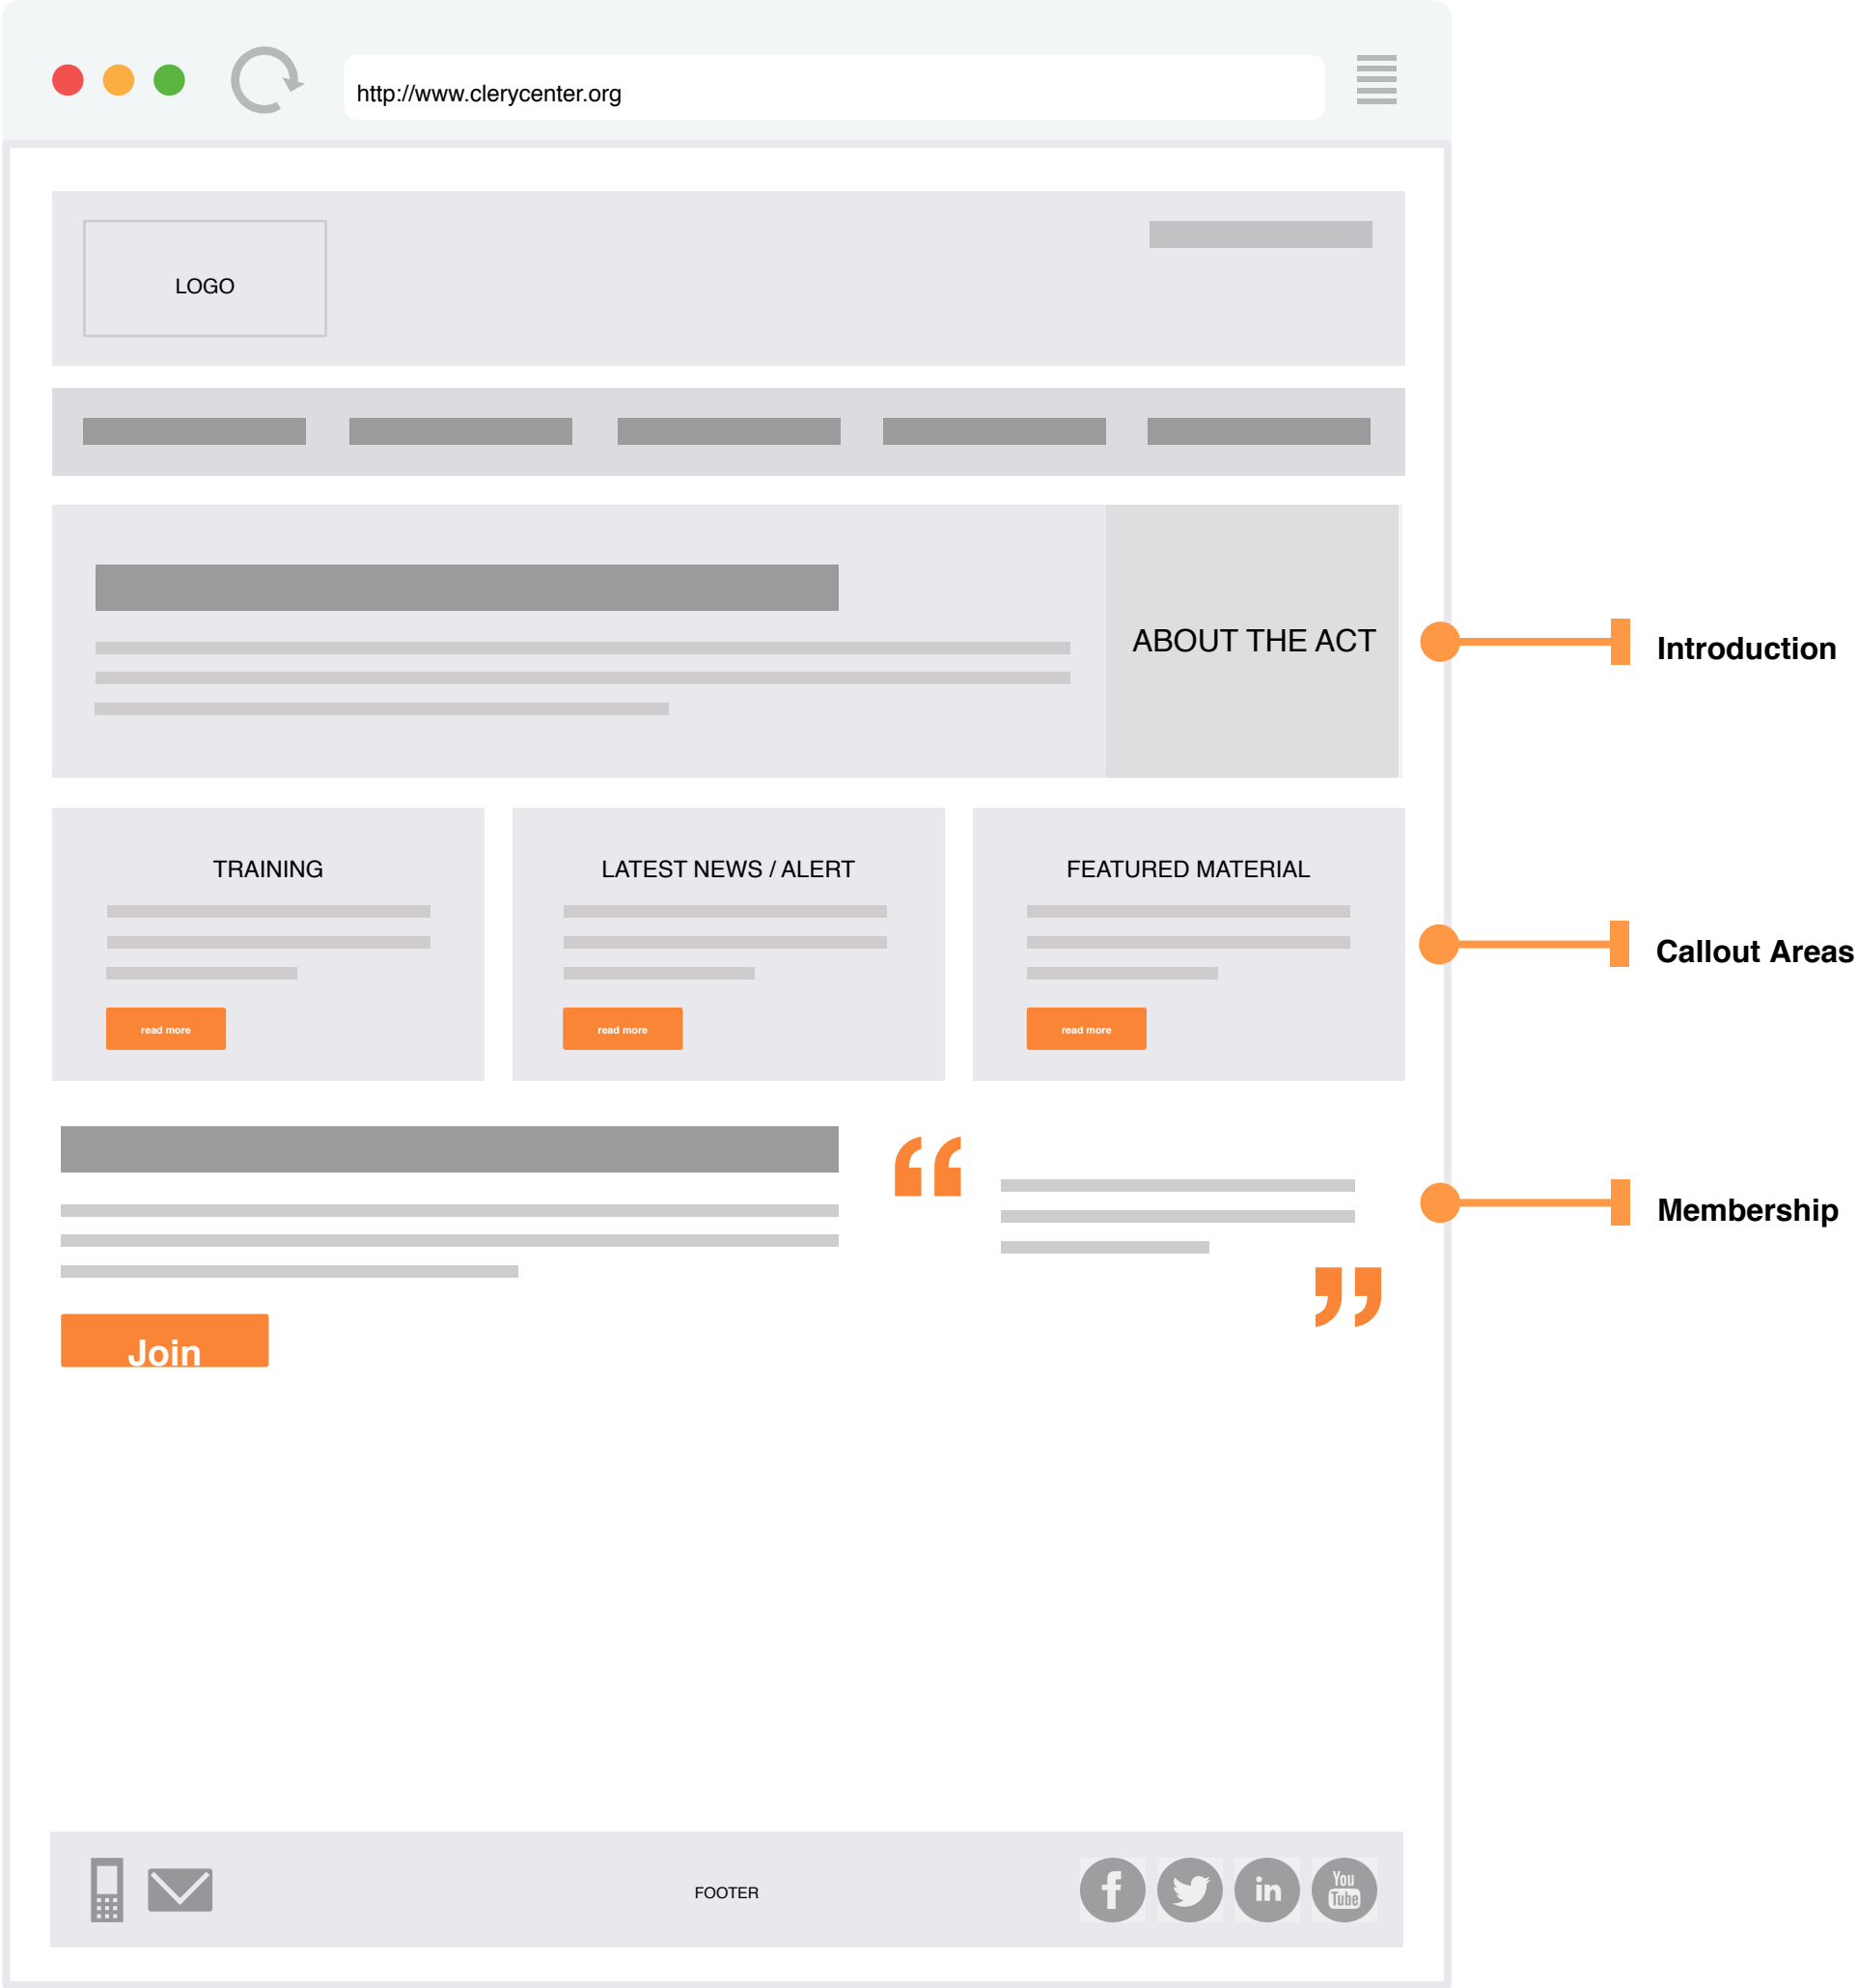 http://www.clerycenter.org
LOGO
ABOUT THE ACT
Introduction
TRAINING
LATEST NEWS / ALERT
FEATURED MATERIAL
read more
read more
read more
Callout Areas
Membership
Join
FOOTER
f
in
You
Tube